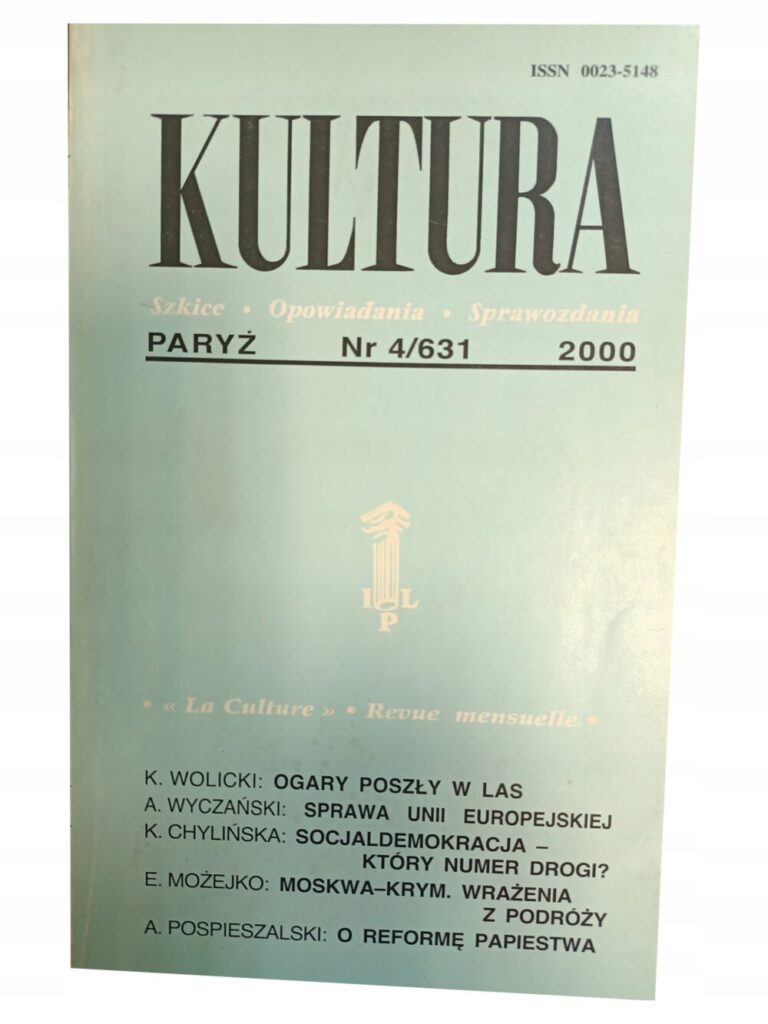 ISSN 0023-5148
KULTURA
Szkice • Opowiadania • Sprawozdania
PARYŻ Nr 4/631 2000
I L
P
• « La Culture » • Revue mensuelle •
K. WOLICKI: OGARY POSZŁY W LAS
A. WYCZAŃSKI: SPRAWA UNII EUROPEJSKIEJ
K. CHYLIŃSKA: SOCJALDEMOKRACJA –
KTÓRY NUMER DROGI?
E. MOŻEJKO: MOSKWA–KRYM. WRAŻENIA
Z PODRÓŻY
A. POSPIESZALSKI: O REFORMĘ PAPIESTWA